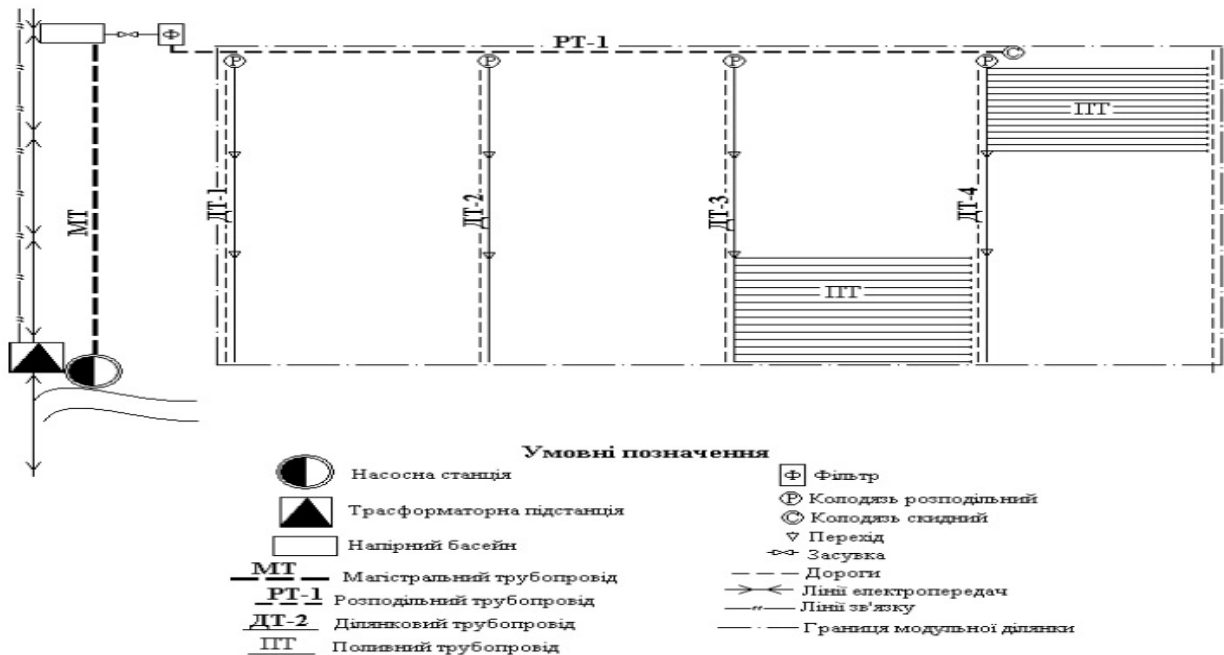 Ф
РТ-1
С
Р
Р
Р
Р
ПТ
МТ
ДТ-1
ДТ-2
ДТ-3
ДТ-4
ПТ
Умовні позначення
Насосна станція
Трасформаторна підстанція
Напірний басейн
МТ Магістральний трубопровід
РТ-1 Розподільний трубопровід
ДТ-2 Ділянковий трубопровід
ПТ Поливний трубопровід
Ф Фільтр
Р Колодязь розподільний
С Колодязь скидний
Перехід
Засувка
Дороги
Лінії електропередач
Лінії зв'язку
Границя модульної ділянки